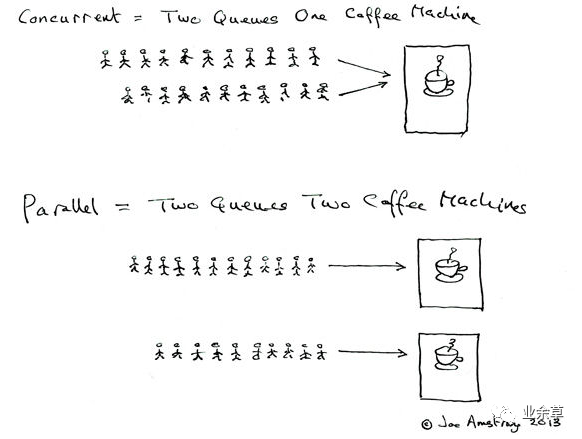 Concurrent = Two Queues One Coffee Machine
Parallel = Two Queues Two Coffee Machines
业余草
© Joe Armstrong 2013